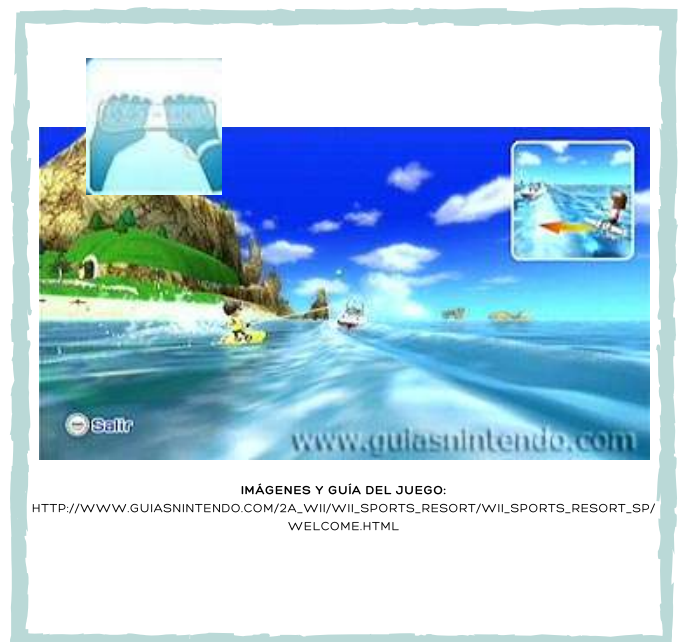 Salir
www.guiasnintendo.com
IMÁGENES Y GUÍA DEL JUEGO:
HTTP://WWW.GUIASNINTENDO.COM/2A_WII/WII_SPORTS_RESORT/WII_SPORTS_RESORT_SP/
WELCOME.HTML